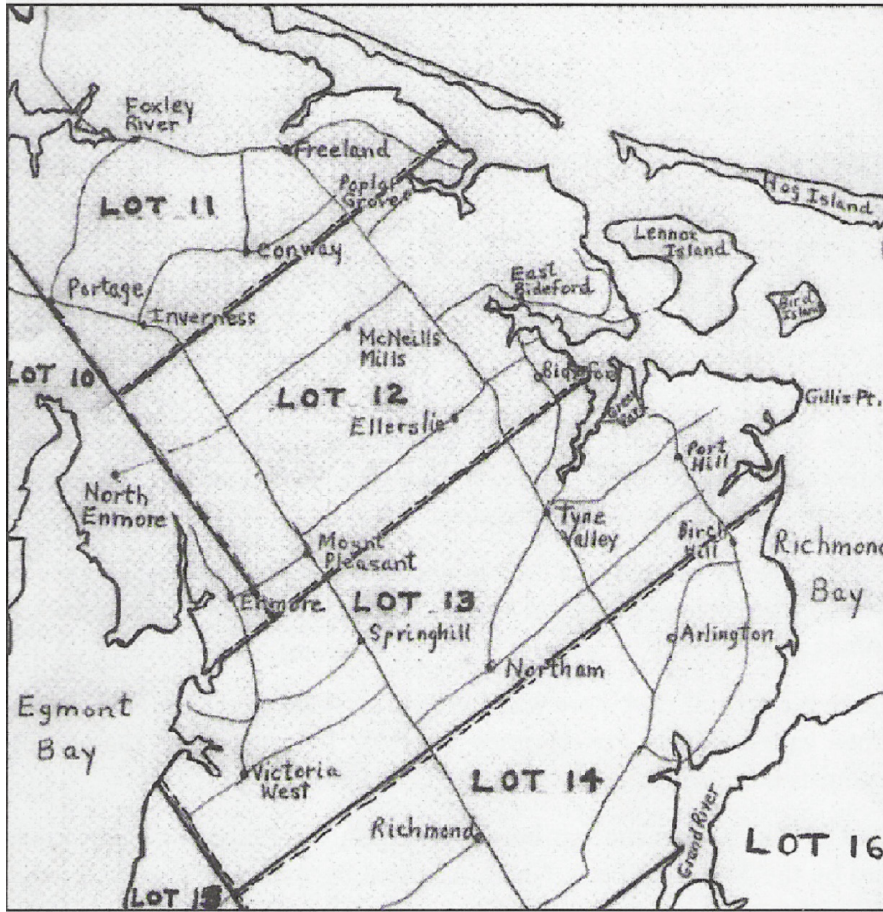 Foxley
River
Freeland
Poplar
Grove
LOT 11
Conway
Hog Island
Lennox
Island
East
Bideford
Bird
Island
Portage
Inverness
McNeills
Mills
LOT 10
LOT 12
Bideford
Green
Gillis Pt.
Ellerslie
Port
Hill
North
Enmore
Tyne
Valley
Birch
Hill
Mount
Pleasant
Richmond
Bay
Enmore
LOT 13
Springhill
Arlington
Northam
Egmont
Bay
Victoria
West
LOT 14
Richmond
Grand River
LOT 16
LOT 15